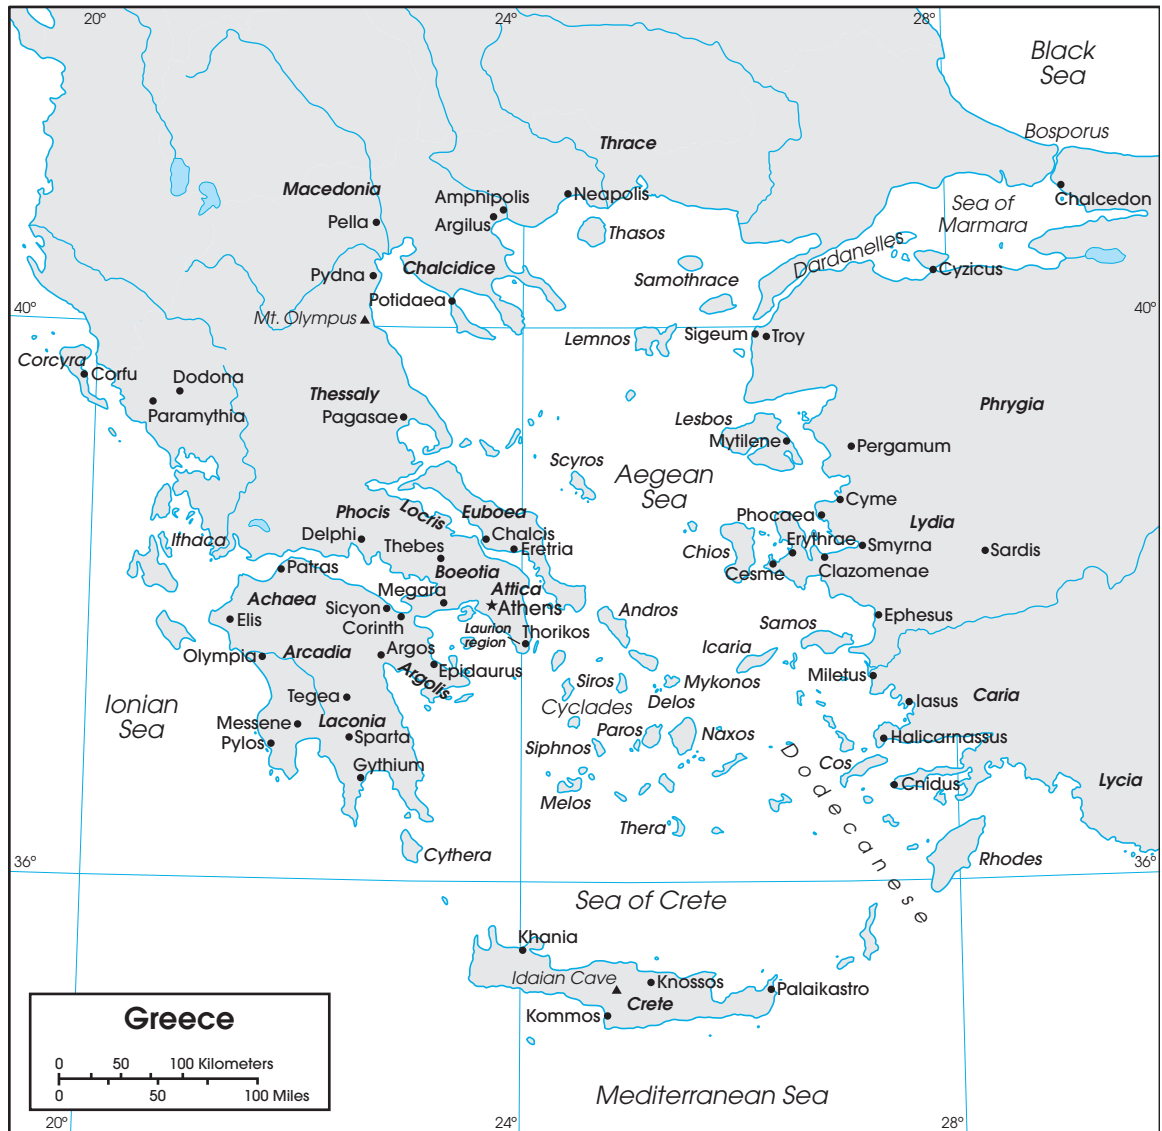 20°
24°
28°
Black
Sea
Bosporus
Thrace
Macedonia
Amphipolis
Neapolis
Chalcedon
Pella
Argilus
Thasos
Sea of
Marmara
Dardanelles
Chalcidice
Pydna
Samothrace
Cyzicus
Potidaea
40°
Mt. Olympus
40°
Lemnos
Sigeum
Troy
Corcyra
Corfu
Dodona
Paramythia
Thessaly
Pagasae
Phrygia
Lesbos
Mytilene
Pergamum
Scyros
Aegean
Sea
Cyme
Phocis
Locris
Euboea
Phocaea
Lydia
Ithaca
Delphi
Chalcis
Thebes
Eretria
Chios
Erythrae
Smyrna
Sardis
Cesme
Clazomenae
Patras
Boeotia
Attica
Achaea
Megara
Athens
Sicyon
Corinth
Elis
Andros
Samos
Ephesus
Laurion
region
Thorikos
Icaria
Olympia
Arcadia
Argos
Argolis
Epidaurus
Miletus
Siros
Mykonos
Delos
Tegea
Iasus
Caria
Ionian
Sea
Cyclades
Messene
Laconia
Pylos
Sparta
Siphnos
Paros
Naxos
Halicarnassus
Gythium
Cos
Cnidus
Lycia
Melos
Dodecanese
Thera
Cythera
Rhodes
36°
36°
Sea of Crete
Khania
Idaian Cave
Knossos
Palaikastro
Crete
Kommos
Greece
0 50 100 Kilometers
0 50 100 Miles
Mediterranean Sea
20°
24°
28°